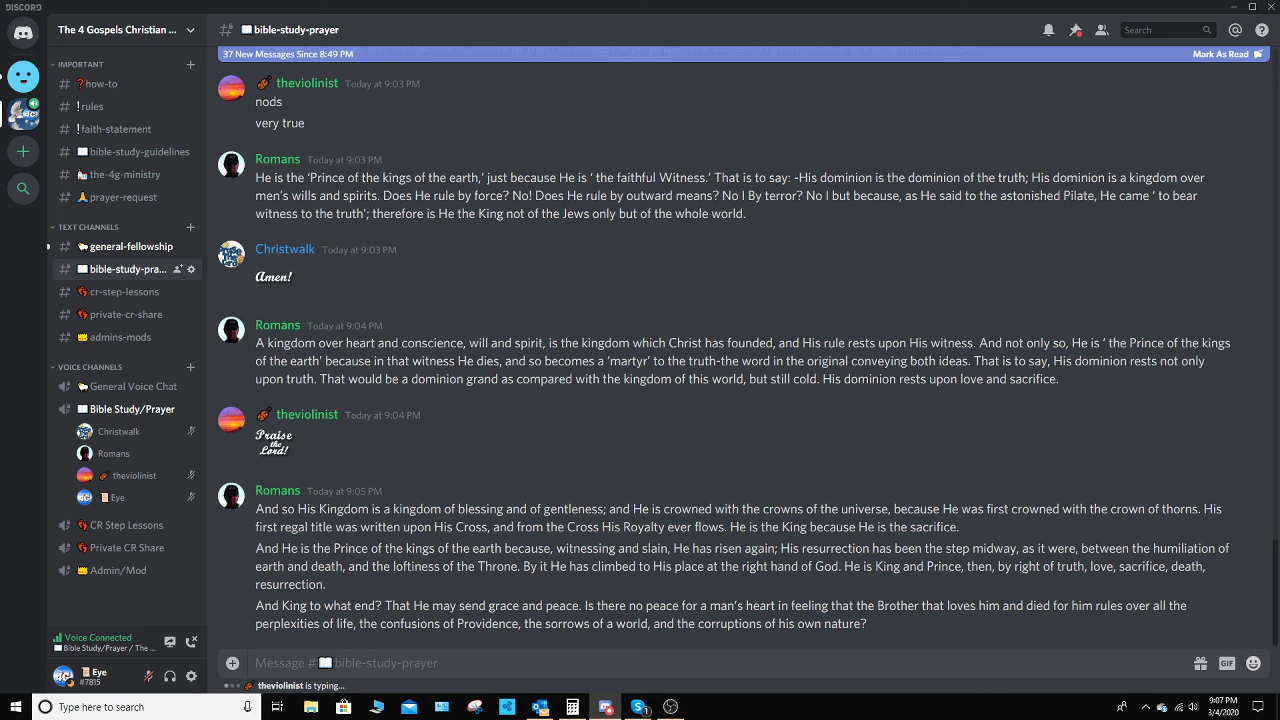 DISCORD
The 4 Gospels Christian ...
bible-study-prayer
Search
37 New Messages Since 8:49 PM
Mark As Read
IMPORTANT
how-to
rules
faith-statement
bible-study-guidelines
the-4g-ministry
prayer-request
TEXT CHANNELS
general-fellowship
bible-study-pra...
cr-step-lessons
private-cr-share
admins-mods
VOICE CHANNELS
General Voice Chat
Bible Study/Prayer
Christwalk
Romans
theviolinist
Eye
CR Step Lessons
Private CR Share
Admin/Mod
Voice Connected
Bible Study/Prayer / The ...
Eye
#7815
theviolinist Today at 9:03 PM
nods
very true
Romans Today at 9:03 PM
He is the ‘Prince of the kings of the earth,’ just because He is ‘ the faithful Witness.’ That is to say: -His dominion is the dominion of the truth; His dominion is a kingdom over
men’s wills and spirits. Does He rule by force? No! Does He rule by outward means? No I By terror? No I but because, as He said to the astonished Pilate, He came ‘ to bear
witness to the truth’; therefore is He the King not of the Jews only but of the whole world.
Christwalk Today at 9:03 PM
Amen!
Romans Today at 9:04 PM
A kingdom over heart and conscience, will and spirit, is the kingdom which Christ has founded, and His rule rests upon His witness. And not only so, He is ‘ the Prince of the kings
of the earth’ because in that witness He dies, and so becomes a ‘martyr’ to the truth-the word in the original conveying both ideas. That is to say, His dominion rests not only
upon truth. That would be a dominion grand as compared with the kingdom of this world, but still cold. His dominion rests upon love and sacrifice.
theviolinist Today at 9:04 PM
Praise
the
Lord!
Romans Today at 9:05 PM
And so His Kingdom is a kingdom of blessing and of gentleness; and He is crowned with the crowns of the universe, because He was first crowned with the crown of thorns. His
first regal title was written upon His Cross, and from the Cross His Royalty ever flows. He is the King because He is the sacrifice.
And He is the Prince of the kings of the earth because, witnessing and slain, He has risen again; His resurrection has been the step midway, as it were, between the humiliation of
earth and death, and the loftiness of the Throne. By it He has climbed to His place at the right hand of God. He is King and Prince, then, by right of truth, love, sacrifice, death,
resurrection.
And King to what end? That He may send grace and peace. Is there no peace for a man’s heart in feeling that the Brother that loves him and died for him rules over all the
perplexities of life, the confusions of Providence, the sorrows of a world, and the corruptions of his own nature?
Message # bible-study-prayer
GIF
theviolinist is typing...
Type here to search
9:07 PM
3/4/2020